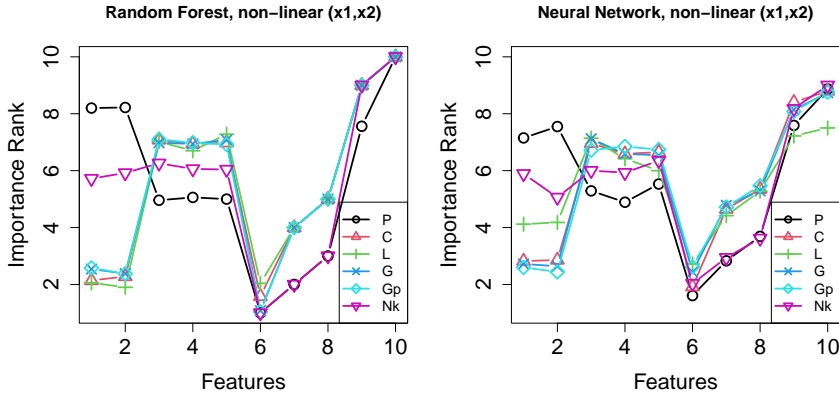 Random Forest, non−linear (x1,x2)
Importance Rank
10
8
6
4
2
2 4 6 8 10
Features
P
C
L
G
Gp
Nk
Neural Network, non−linear (x1,x2)
Importance Rank
10
8
6
4
2
2 4 6 8 10
Features
P
C
L
G
Gp
Nk